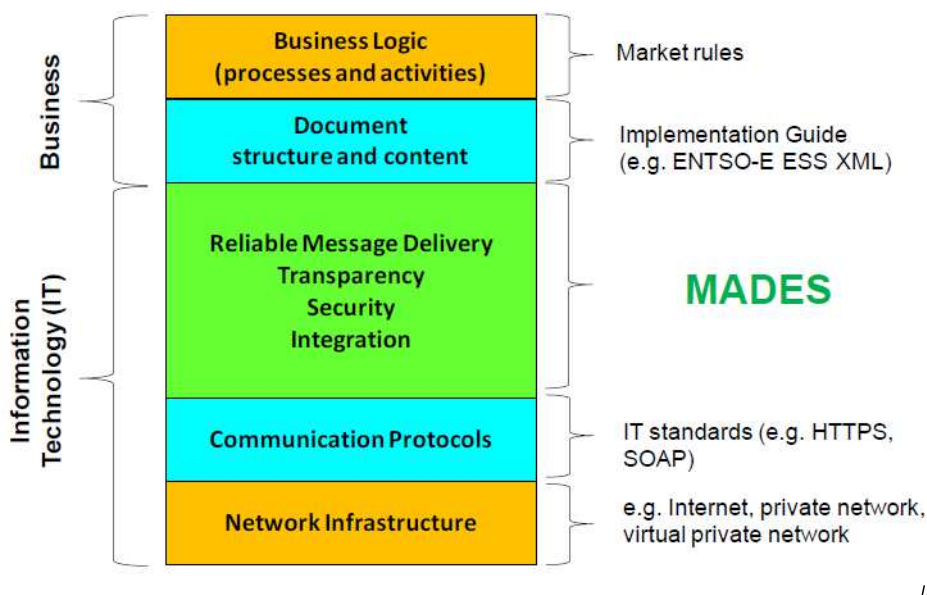 Business
Business Logic
(processes and activities)
Market rules
Document
structure and content
Implementation Guide
(e.g. ENTSO-E ESS XML)
Information
Technology (IT)
Reliable Message Delivery
Transparency
Security
Integration
MADES
Communication Protocols
IT standards (e.g. HTTPS,
SOAP)
Network Infrastructure
e.g. Internet, private network,
virtual private network